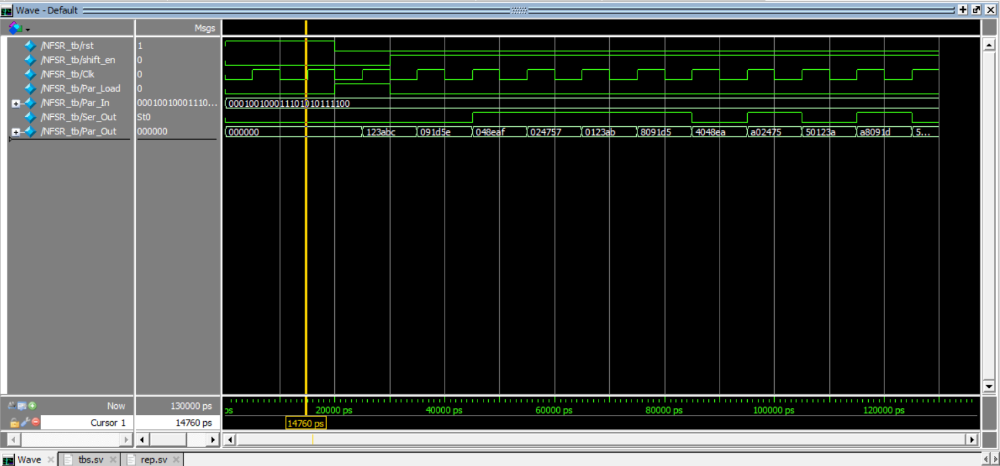 Wave - Default
Msgs
/NFSR_tb/rst 1
/NFSR_tb/shift_en 0
/NFSR_tb/Clk 0
/NFSR_tb/Par_Load 0
/NFSR_tb/Par_In 00010010001110... 000100100011101010111100
/NFSR_tb/Ser_Out St0
/NFSR_tb/Par_Out 000000 000000 123abc 091d5e 048eaf 024757 0123ab 8091d5 4048ea a02475 50123a a8091d 5...
Now 130000 ps ps 20000 ps 40000 ps 60000 ps 80000 ps 100000 ps 120000 ps
Cursor 1 14760 ps 14760 ps
Wave tbs.sv rep.sv